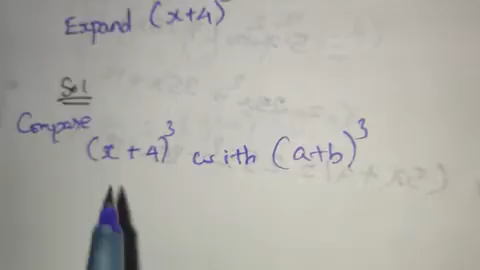 Expand (x+4)
Sol
Compare
(x+4)³ with (a+b)³